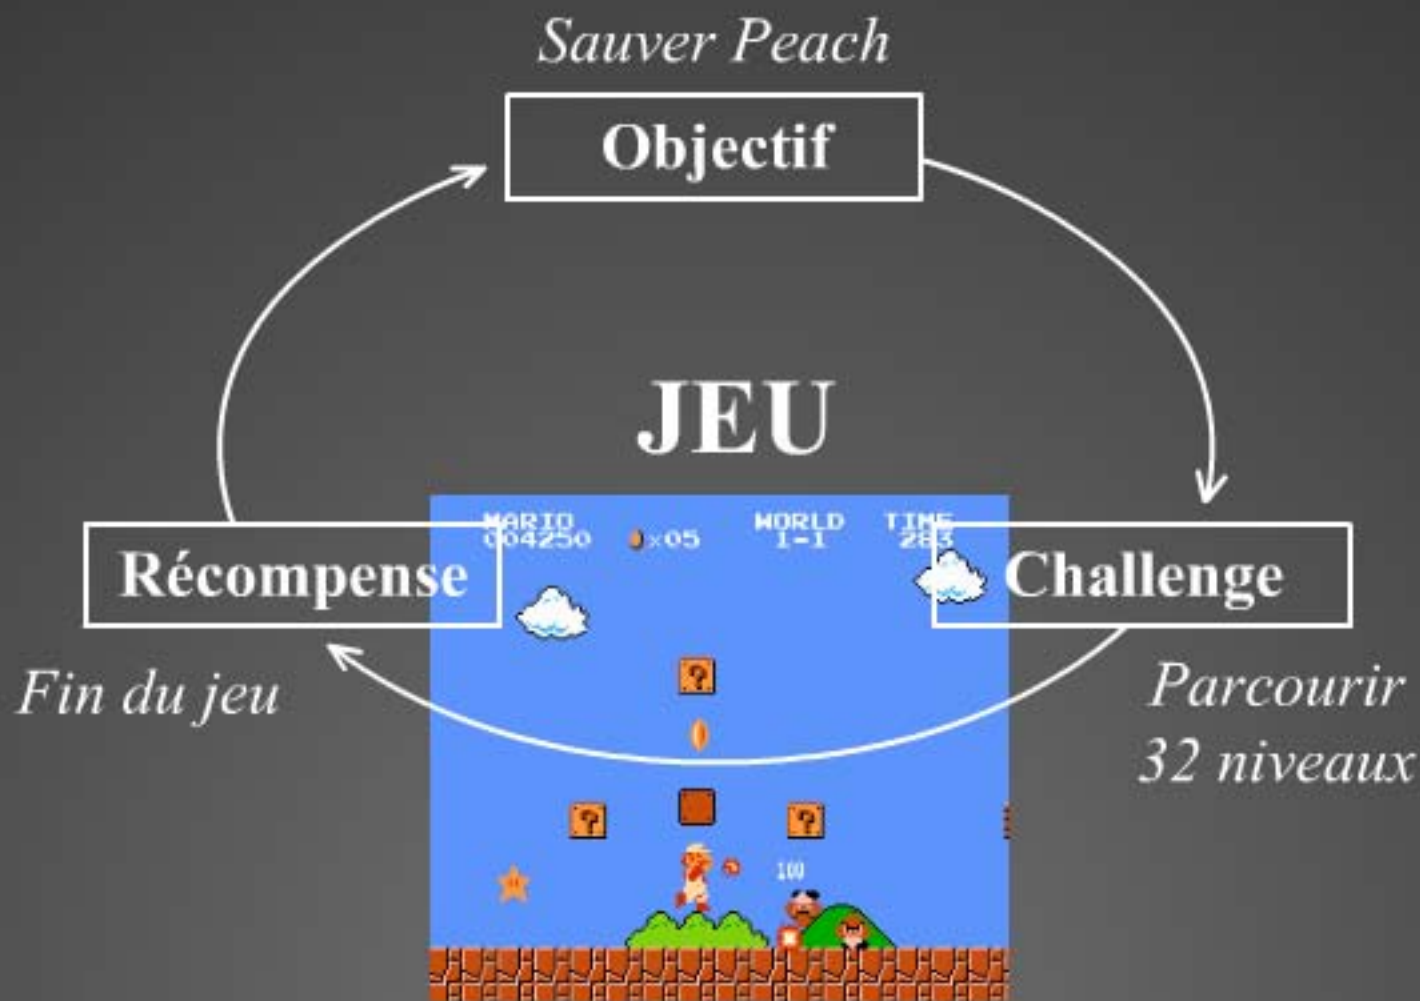 Sauver Peach
Objectif
JEU
MARIO WORLD TIME
004250 ×05 1-1 283
Récompense
Challenge
Fin du jeu
Parcourir
32 niveaux
?
? ?
100